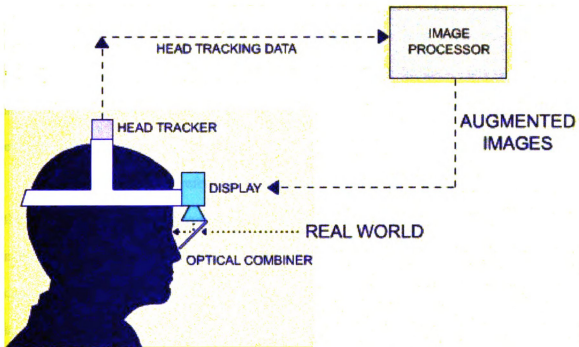 IMAGE
PROCESSOR
HEAD TRACKING DATA
AUGMENTED
IMAGES
HEAD TRACKER
DISPLAY
REAL WORLD
OPTICAL COMBINER